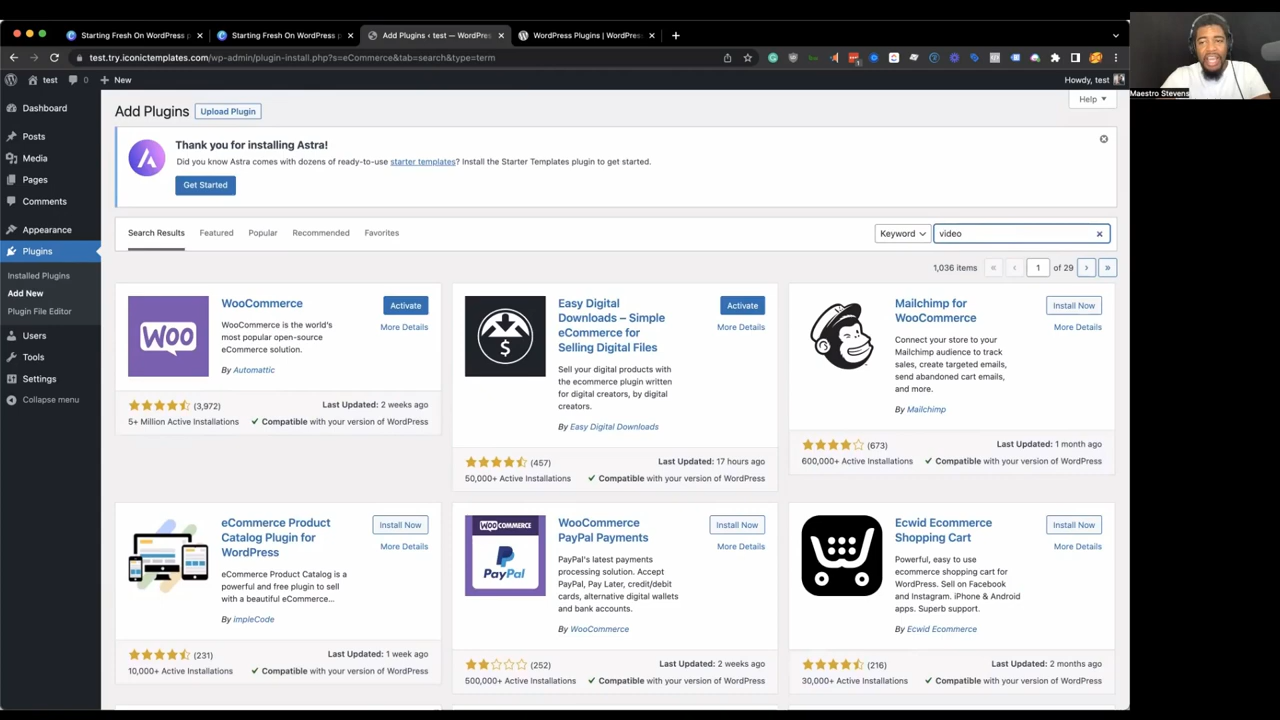 Starting Fresh On WordPress p
Starting Fresh On WordPress p
Add Plugins ‹ test — WordPress
WordPress Plugins | WordPress
test.try.iconictemplates.com/wp-admin/plugin-install.php?s=eCommerce&tab=search&type=term
test
0
New
Howdy, test
Maestro Stevens
Dashboard
Posts
Media
Pages
Comments
Appearance
Plugins
Installed Plugins
Add New
Plugin File Editor
Users
Tools
Settings
Collapse menu
Add Plugins
Upload Plugin
Help
Thank you for installing Astra!
Did you know Astra comes with dozens of ready-to-use starter templates? Install the Starter Templates plugin to get started.
Get Started
Search Results
Featured
Popular
Recommended
Favorites
Keyword
video
1,036 items
«
‹
1
of 29
›
»
WOO
WooCommerce
Activate
More Details
WooCommerce is the world's
most popular open-source
eCommerce solution.
By Automattic
(3,972)
Last Updated: 2 weeks ago
5+ Million Active Installations
Compatible with your version of WordPress
Easy Digital
Downloads – Simple
eCommerce for
Selling Digital Files
Activate
More Details
Sell your digital products with
the ecommerce plugin written
for digital creators, by digital
creators.
By Easy Digital Downloads
(457)
Last Updated: 17 hours ago
50,000+ Active Installations
Compatible with your version of WordPress
Mailchimp for
WooCommerce
Install Now
More Details
Connect your store to your
Mailchimp audience to track
sales, create targeted emails,
send abandoned cart emails,
and more.
By Mailchimp
(673)
Last Updated: 1 month ago
600,000+ Active Installations
Compatible with your version of WordPress
eCommerce Product
Catalog Plugin for
WordPress
Install Now
More Details
eCommerce Product Catalog is a
powerful and free plugin to sell
with a beautiful eCommerce...
By impleCode
(231)
Last Updated: 1 week ago
10,000+ Active Installations
Compatible with your version of WordPress
WOO COMMERCE
PayPal
WooCommerce
PayPal Payments
Install Now
More Details
PayPal's latest payments
processing solution. Accept
PayPal, Pay Later, credit/debit
cards, alternative digital wallets
and bank accounts.
By WooCommerce
(252)
Last Updated: 2 weeks ago
500,000+ Active Installations
Compatible with your version of WordPress
Ecwid Ecommerce
Shopping Cart
Install Now
More Details
Powerful, easy to use
ecommerce shopping cart for
WordPress. Sell on Facebook
and Instagram. iPhone & Android
apps. Superb support.
By Ecwid Ecommerce
(216)
Last Updated: 2 months ago
30,000+ Active Installations
Compatible with your version of WordPress